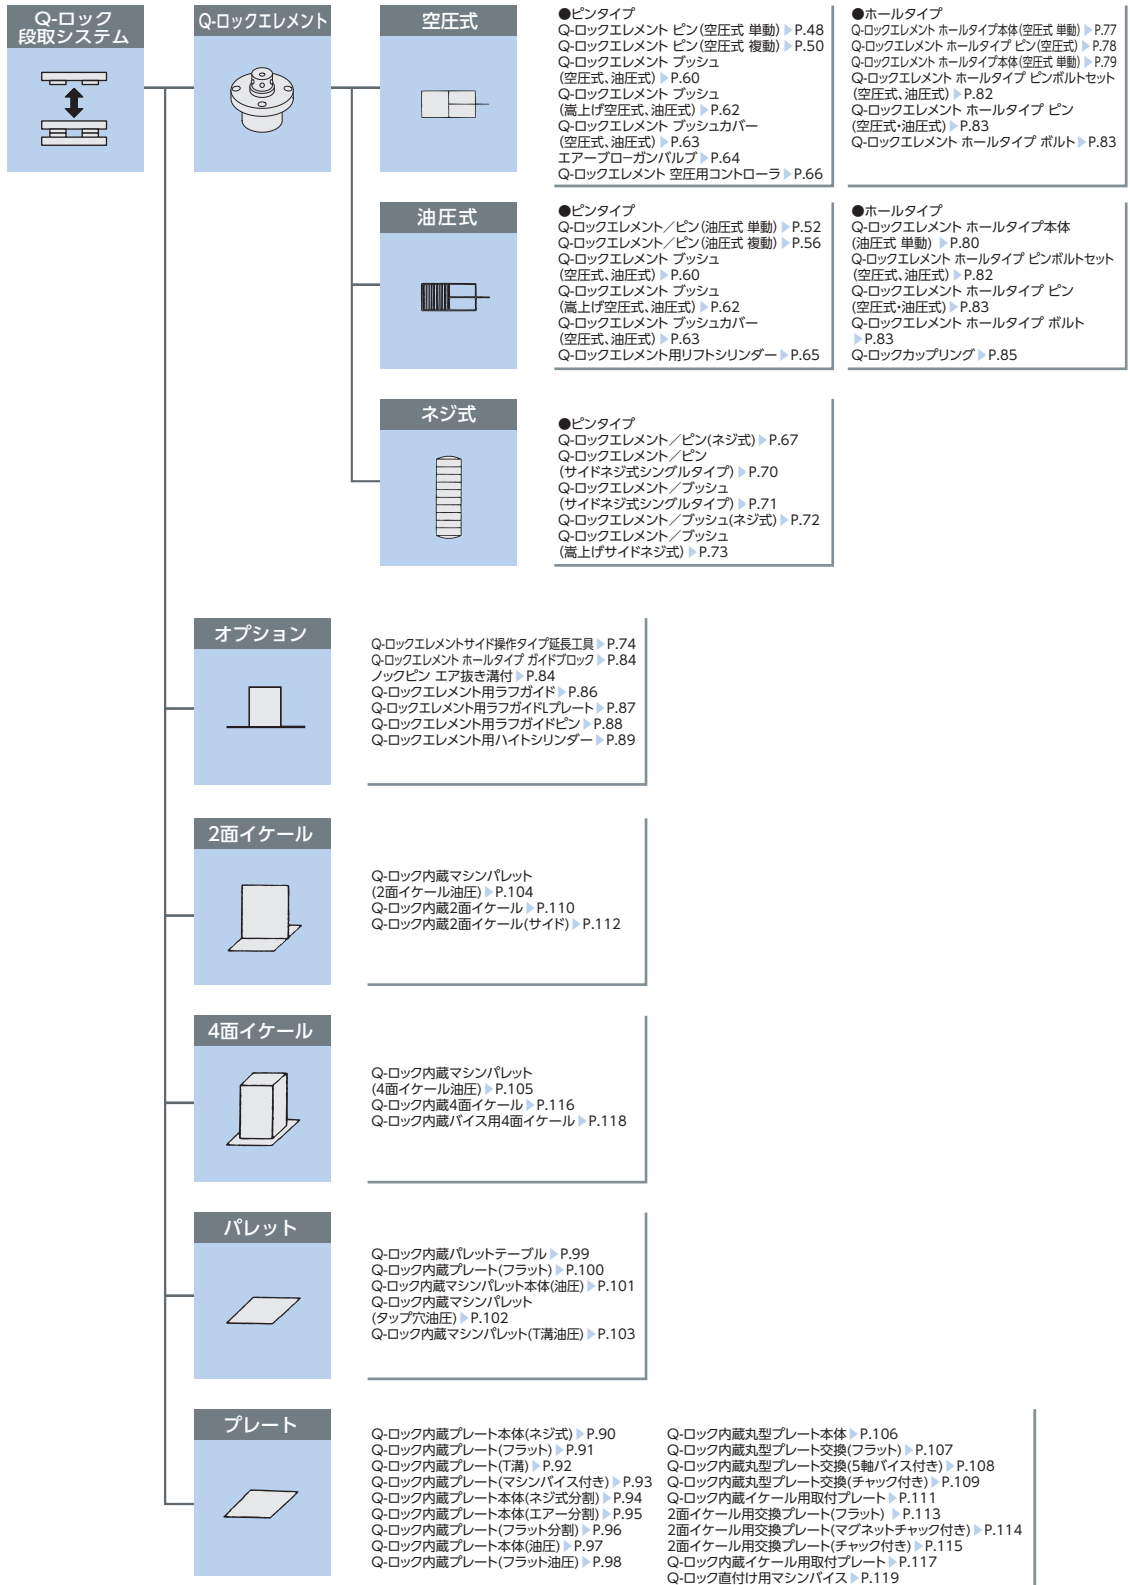 Q-ロック
段取システム
Q-ロックエレメント
空圧式
●ピンタイプ
Q-ロックエレメント ピン(空圧式 単動)▶P.48
Q-ロックエレメント ピン(空圧式 複動)▶P.50
Q-ロックエレメント ブッシュ
(空圧式、油圧式)▶P.60
Q-ロックエレメント ブッシュ
(嵩上げ空圧式、油圧式)▶P.62
Q-ロックエレメント ブッシュカバー
(空圧式、油圧式)▶P.63
エアーブローガンバルブ▶P.64
Q-ロックエレメント 空圧用コントローラ▶P.66
●ホールタイプ
Q-ロックエレメント ホールタイプ本体(空圧式 単動)▶P.77
Q-ロックエレメント ホールタイプ ピン(空圧式)▶P.78
Q-ロックエレメント ホールタイプ本体(空圧式 単動)▶P.79
Q-ロックエレメント ホールタイプ ピンボルトセット
(空圧式、油圧式)▶P.82
Q-ロックエレメント ホールタイプ ピン
(空圧式・油圧式)▶P.83
Q-ロックエレメント ホールタイプ ボルト▶P.83
油圧式
●ピンタイプ
Q-ロックエレメント／ピン(油圧式 単動)▶P.52
Q-ロックエレメント／ピン(油圧式 複動)▶P.56
Q-ロックエレメント ブッシュ
(空圧式、油圧式)▶P.60
Q-ロックエレメント ブッシュ
(嵩上げ空圧式、油圧式)▶P.62
Q-ロックエレメント ブッシュカバー
(空圧式、油圧式)▶P.63
Q-ロックエレメント用リフトシリンダー▶P.65
●ホールタイプ
Q-ロックエレメント ホールタイプ本体
(油圧式 単動) ▶P.80
Q-ロックエレメント ホールタイプ ピンボルトセット
(空圧式、油圧式)▶P.82
Q-ロックエレメント ホールタイプ ピン
(空圧式・油圧式)▶P.83
Q-ロックエレメント ホールタイプ ボルト
▶P.83
Q-ロックカップリング▶P.85
ネジ式
●ピンタイプ
Q-ロックエレメント／ピン(ネジ式)▶P.67
Q-ロックエレメント／ピン
(サイドネジ式シングルタイプ)▶P.70
Q-ロックエレメント／ブッシュ
(サイドネジ式シングルタイプ)▶P.71
Q-ロックエレメント／ブッシュ(ネジ式)▶P.72
Q-ロックエレメント／ブッシュ
(嵩上げサイドネジ式)▶P.73
オプション
Q-ロックエレメントサイド操作タイプ延長工具▶P.74
Q-ロックエレメント ホールタイプ ガイドブロック▶P.84
ノックピン エア抜き溝付▶P.84
Q-ロックエレメント用ラフガイド▶P.86
Q-ロックエレメント用ラフガイドLプレート▶P.87
Q-ロックエレメント用ラフガイドピン▶P.88
Q-ロックエレメント用ハイトシリンダー▶P.89
2面イケール
Q-ロック内蔵マシンパレット
(2面イケール油圧)▶P.104
Q-ロック内蔵2面イケール▶P.110
Q-ロック内蔵2面イケール(サイド)▶P.112
4面イケール
Q-ロック内蔵マシンパレット
(4面イケール油圧)▶P.105
Q-ロック内蔵4面イケール▶P.116
Q-ロック内蔵バイス用4面イケール▶P.118
パレット
Q-ロック内蔵パレットテーブル▶P.99
Q-ロック内蔵プレート(フラット)▶P.100
Q-ロック内蔵マシンパレット本体(油圧)▶P.101
Q-ロック内蔵マシンパレット
(タップ穴油圧)▶P.102
Q-ロック内蔵マシンパレット(T溝油圧)▶P.103
プレート
Q-ロック内蔵プレート本体(ネジ式)▶P.90
Q-ロック内蔵プレート(フラット)▶P.91
Q-ロック内蔵プレート(T溝)▶P.92
Q-ロック内蔵プレート(マシンバイス付き)▶P.93
Q-ロック内蔵プレート本体(ネジ式分割)▶P.94
Q-ロック内蔵プレート本体(エアー分割)▶P.95
Q-ロック内蔵プレート(フラット分割)▶P.96
Q-ロック内蔵プレート本体(油圧)▶P.97
Q-ロック内蔵プレート(フラット油圧)▶P.98
Q-ロック内蔵丸型プレート本体▶P.106
Q-ロック内蔵丸型プレート交換(フラット)▶P.107
Q-ロック内蔵丸型プレート交換(5軸バイス付き)▶P.108
Q-ロック内蔵丸型プレート交換(チャック付き)▶P.109
Q-ロック内蔵イケール用取付プレート▶P.111
2面イケール用交換プレート(フラット) ▶P.113
2面イケール用交換プレート(マグネットチャック付き)▶P.114
2面イケール用交換プレート(チャック付き)▶P.115
Q-ロック内蔵イケール用取付プレート▶P.117
Q-ロック直付け用マシンバイス▶P.119